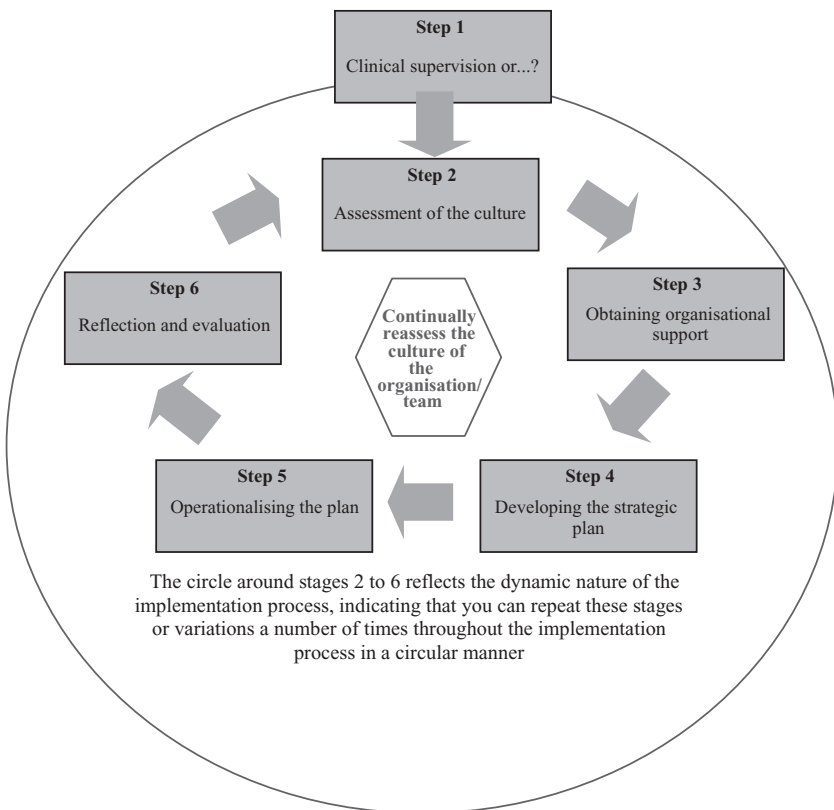 Step 1
Clinical supervision or...?
Step 2
Assessment of the culture
Step 3
Obtaining organisational
support
Step 4
Developing the strategic
plan
Step 5
Operationalising the plan
Step 6
Reflection and evaluation
Continually
reassess the
culture of
the
organisation/
team
The circle around stages 2 to 6 reflects the dynamic nature of the
implementation process, indicating that you can repeat these stages
or variations a number of times throughout the implementation
process in a circular manner